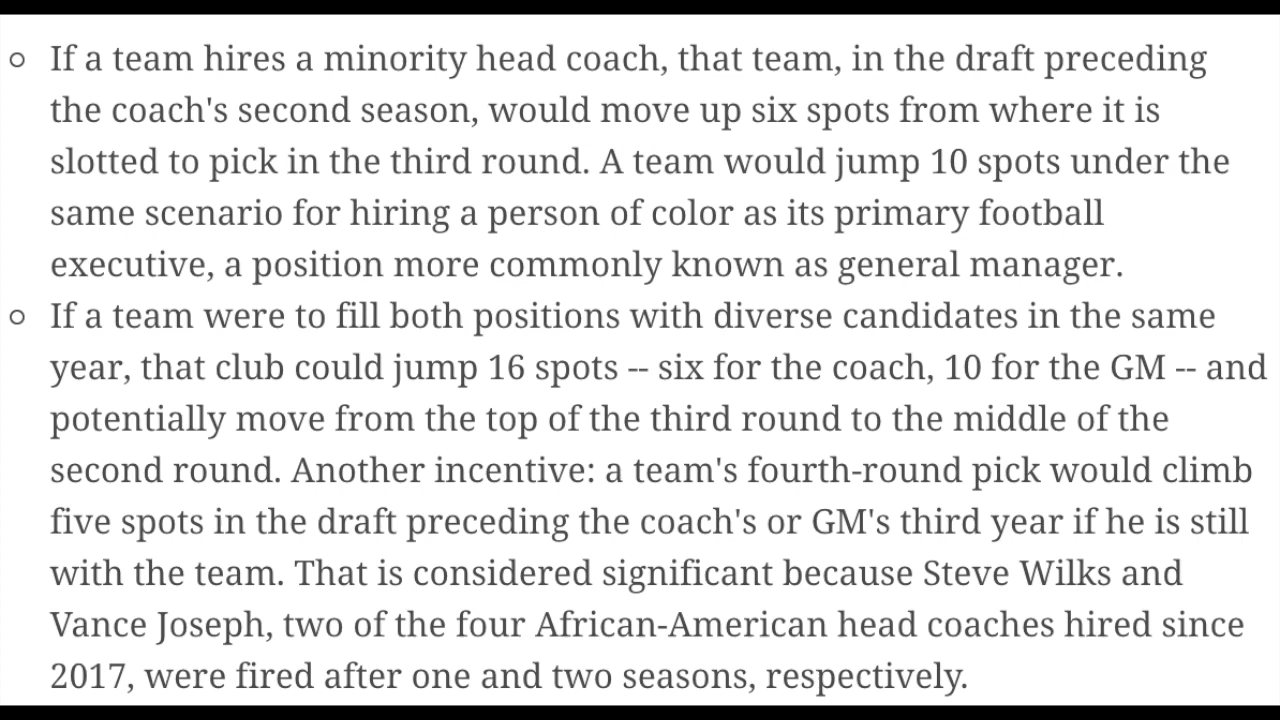 If a team hires a minority head coach, that team, in the draft preceding
the coach's second season, would move up six spots from where it is
slotted to pick in the third round. A team would jump 10 spots under the
same scenario for hiring a person of color as its primary football
executive, a position more commonly known as general manager.
If a team were to fill both positions with diverse candidates in the same
year, that club could jump 16 spots -- six for the coach, 10 for the GM -- and
potentially move from the top of the third round to the middle of the
second round. Another incentive: a team's fourth-round pick would climb
five spots in the draft preceding the coach's or GM's third year if he is still
with the team. That is considered significant because Steve Wilks and
Vance Joseph, two of the four African-American head coaches hired since
2017, were fired after one and two seasons, respectively.